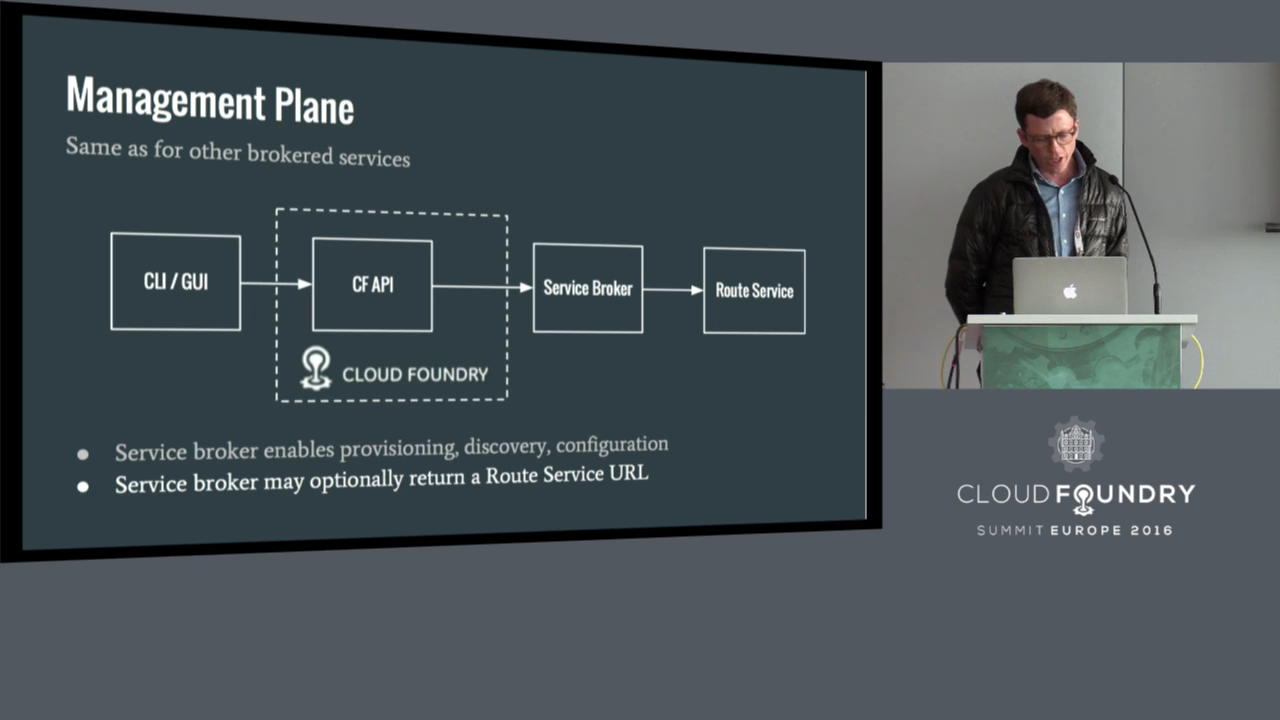 Management Plane
Same as for other brokered services
CLI / GUI
CF API
Service Broker
Route Service
CLOUD FOUNDRY
● Service broker enables provisioning, discovery, configuration
● Service broker may optionally return a Route Service URL
CLOUD FOUNDRY
SUMMIT EUROPE 2016